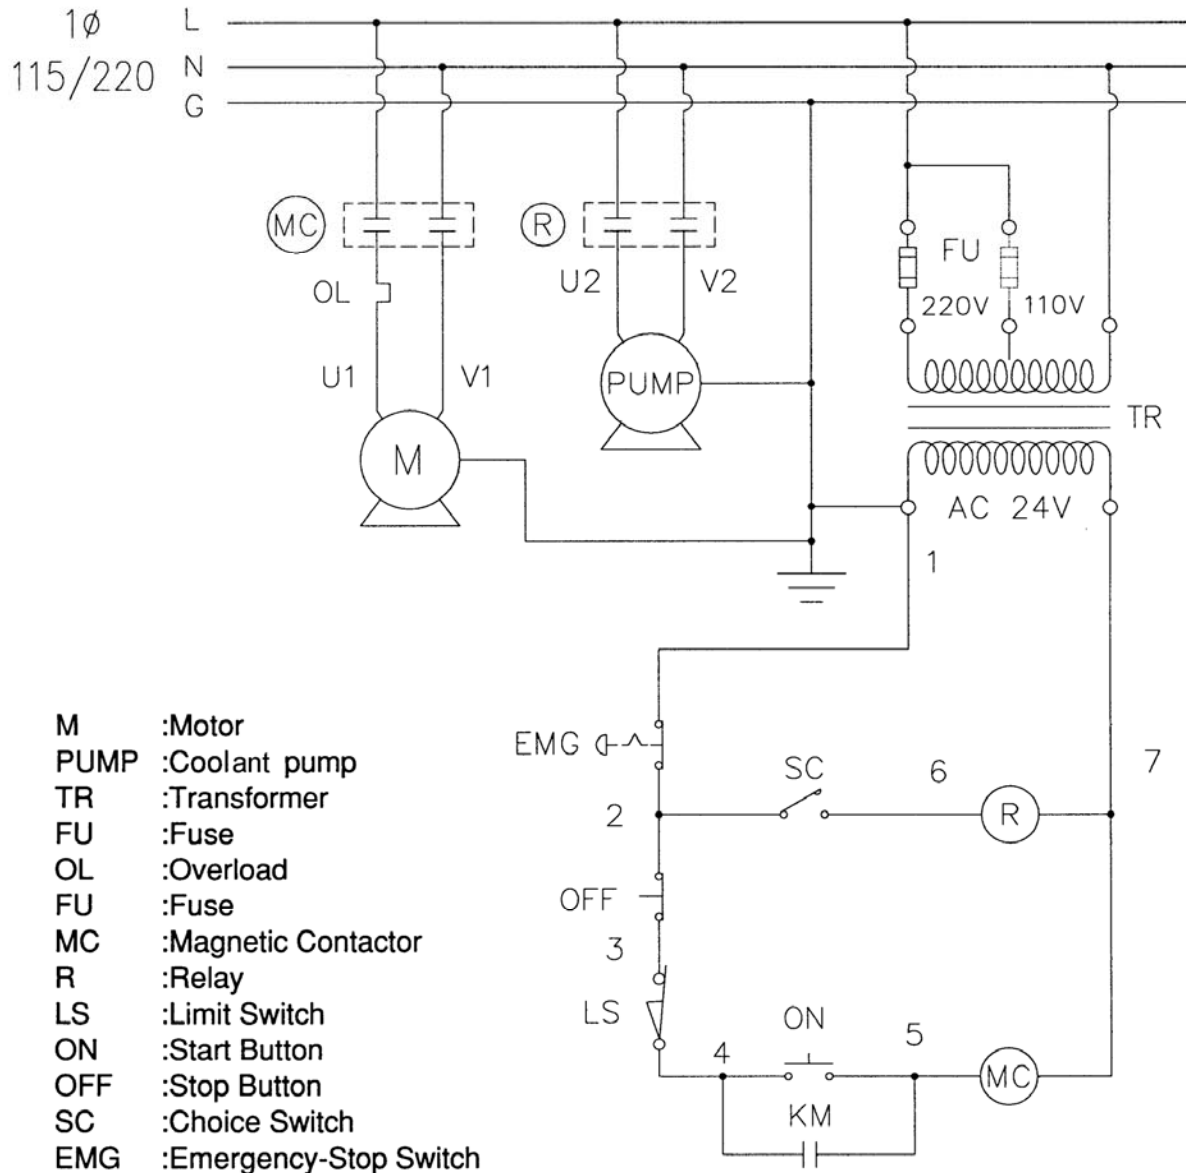 1ø
115/220
L
N
G
MC
R
OL
U2
V2
FU
220V
110V
U1
V1
PUMP
M
TR
AC 24V
1
EMG
SC
6
7
2
R
OFF
3
LS
ON
4
5
MC
KM
M :Motor
PUMP :Coolant pump
TR :Transformer
FU :Fuse
OL :Overload
FU :Fuse
MC :Magnetic Contactor
R :Relay
LS :Limit Switch
ON :Start Button
OFF :Stop Button
SC :Choice Switch
EMG :Emergency-Stop Switch